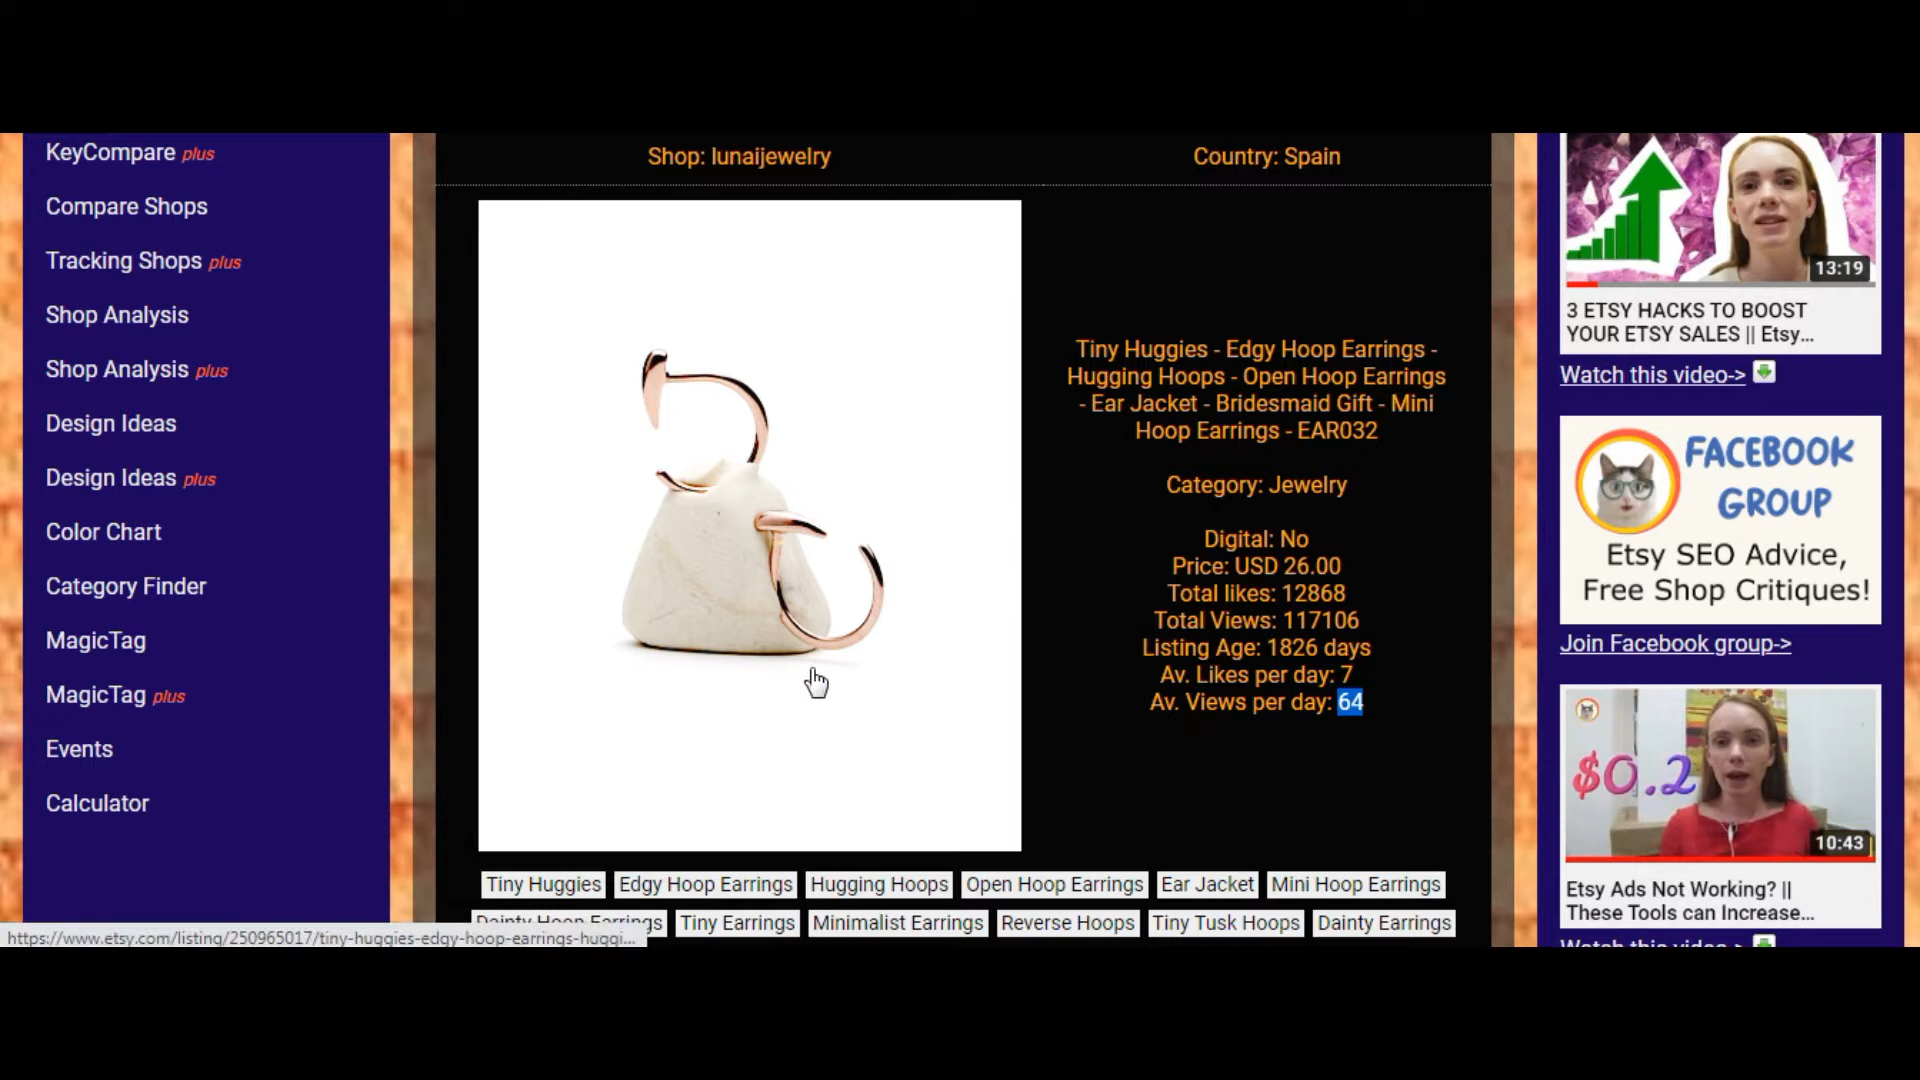 KeyCompare plus
Compare Shops
Tracking Shops plus
Shop Analysis
Shop Analysis plus
Design Ideas
Design Ideas plus
Color Chart
Category Finder
MagicTag
MagicTag plus
Events
Calculator
Shop: lunaijewelry
Country: Spain
Tiny Huggies - Edgy Hoop Earrings -
Hugging Hoops - Open Hoop Earrings
- Ear Jacket - Bridesmaid Gift - Mini
Hoop Earrings - EAR032
Category: Jewelry
Digital: No
Price: USD 26.00
Total likes: 12868
Total Views: 117106
Listing Age: 1826 days
Av. Likes per day: 7
Av. Views per day: 64
Tiny Huggies Edgy Hoop Earrings Hugging Hoops Open Hoop Earrings Ear Jacket Mini Hoop Earrings
Dainty Hoop Earrings Tiny Earrings Minimalist Earrings Reverse Hoops Tiny Tusk Hoops Dainty Earrings
https://www.etsy.com/listing/250965017/tiny-huggies-edgy-hoop-earrings-huggi...
13:19
3 ETSY HACKS TO BOOST
YOUR ETSY SALES || Etsy...
Watch this video->
FACEBOOK
GROUP
Etsy SEO Advice,
Free Shop Critiques!
Join Facebook group->
$0.2
10:43
Etsy Ads Not Working? ||
These Tools can Increase...
Watch this video->